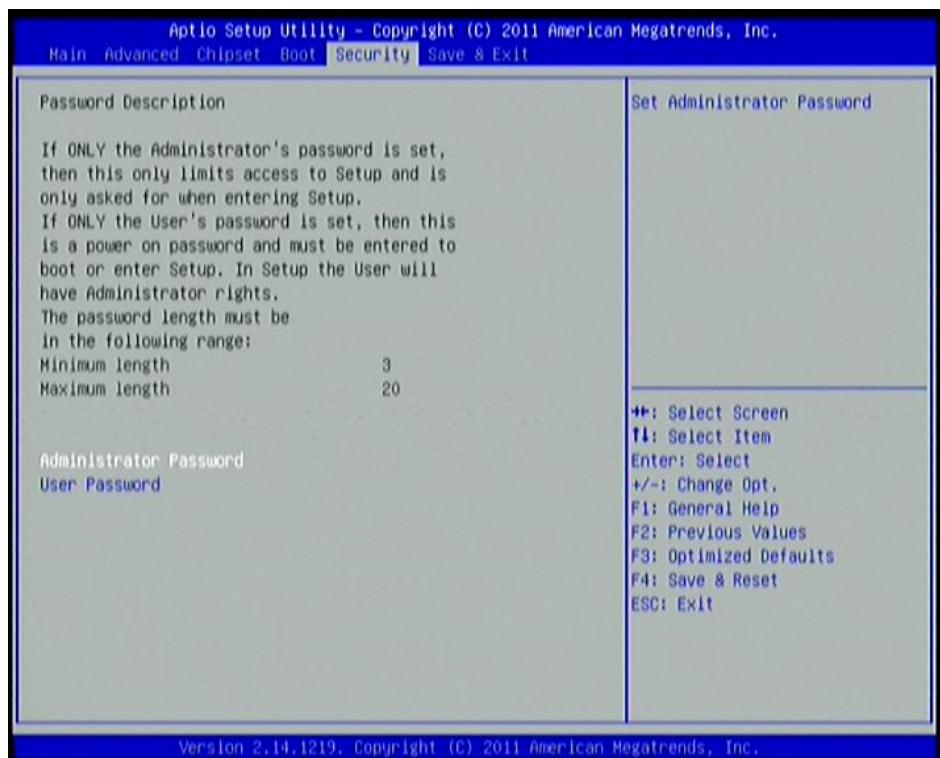 Aptio Setup Utility - Copyright (C) 2011 American Megatrends, Inc.
Main Advanced Chipset Boot Security Save & Exit
Password Description
If ONLY the Administrator's password is set,
then this only limits access to Setup and is
only asked for when entering Setup.
If ONLY the User's password is set, then this
is a power on password and must be entered to
boot or enter Setup. In Setup the User will
have Administrator rights.
The password length must be
in the following range:
Minimum length 3
Maximum length 20
Administrator Password
User Password
Set Administrator Password
→←: Select Screen
↑↓: Select Item
Enter: Select
+/-: Change Opt.
F1: General Help
F2: Previous Values
F3: Optimized Defaults
F4: Save & Reset
ESC: Exit
Version 2.14.1219. Copyright (C) 2011 American Megatrends, Inc.